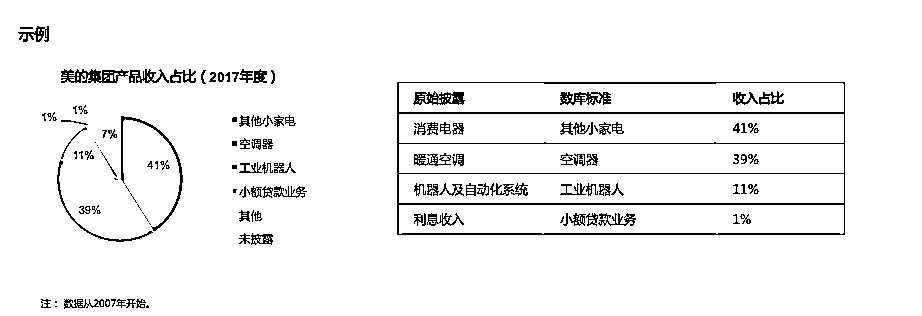 示例
美的集团产品收入占比（2017年度）
1%
1%
7%
11%
41%
39%
其他小家电
空调器
工业机器人
小额贷款业务
其他
未披露
原始披露 数库标准 收入占比
消费电器 其他小家电 41%
暖通空调 空调器 39%
机器人及自动化系统 工业机器人 11%
利息收入 小额贷款业务 1%
注： 数据从2007年开始。